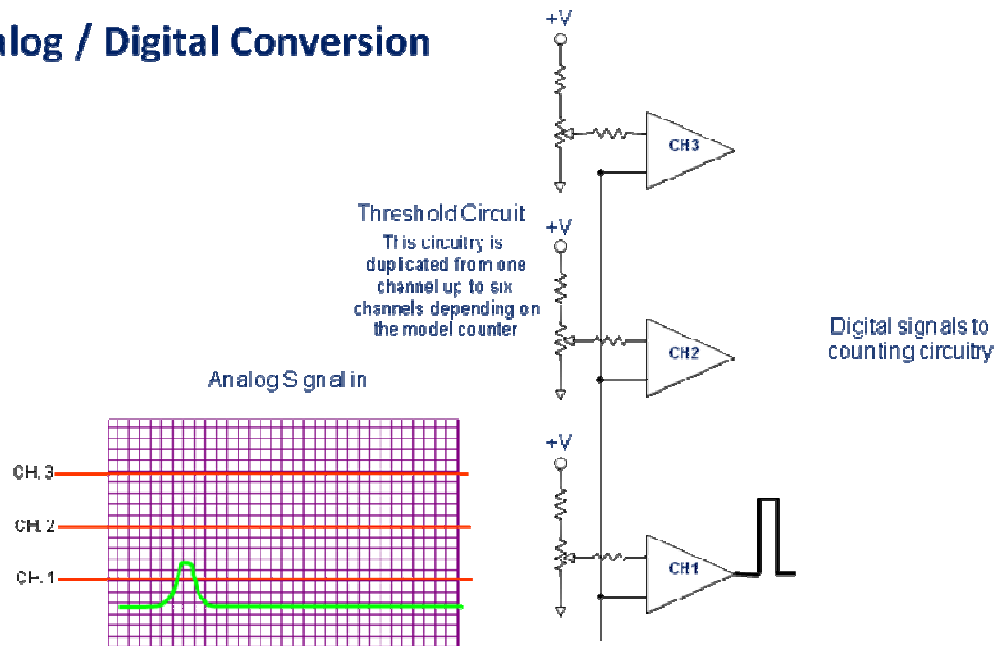 alog / Digital Conversion
+V
CH3
Threshold Circuit
This circuitry is
duplicated from one
channel up to six
channels depending on
the model counter
+V
CH2
Digital signals to
counting circuitry
Analog Signal in
+V
CH. 3
CH. 2
CH. 1
CH1